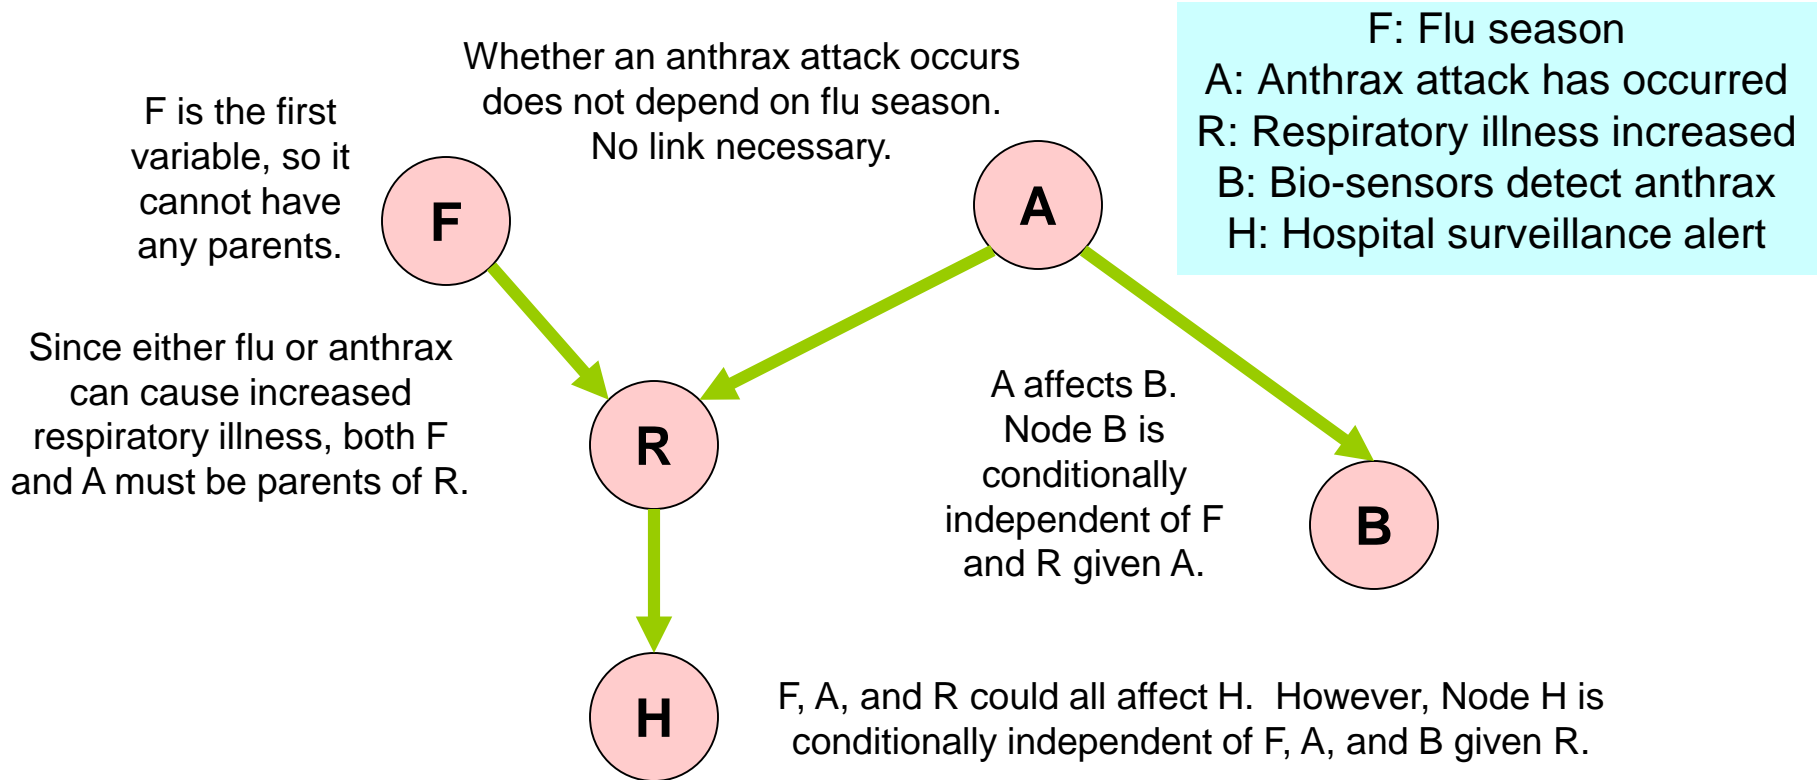 Whether an anthrax attack occurs
does not depend on flu season.
No link necessary.
F: Flu season
A: Anthrax attack has occurred
R: Respiratory illness increased
B: Bio-sensors detect anthrax
H: Hospital surveillance alert
F is the first
variable, so it
cannot have
any parents.
F
A
Since either flu or anthrax
can cause increased
respiratory illness, both F
and A must be parents of R.
R
A affects B.
Node B is
conditionally
independent of F
and R given A.
B
H
F, A, and R could all affect H. However, Node H is
conditionally independent of F, A, and B given R.